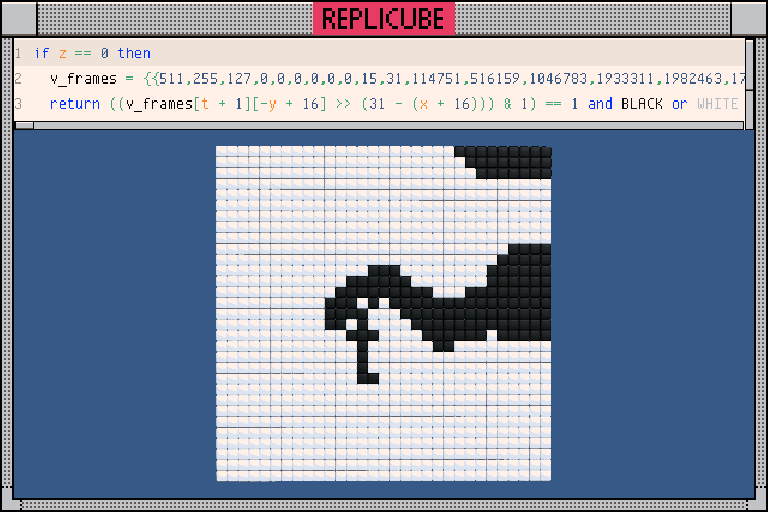 REPLICUBE
1 if z == 0 then
2 v_frames = {{511,255,127,0,0,0,0,0,0,15,31,114751,516159,1046783,1933311,1982463,17
3 return ((v_frames[t + 1][-y + 16] >> (31 - (x + 16))) & 1) == 1 and BLACK or WHITE